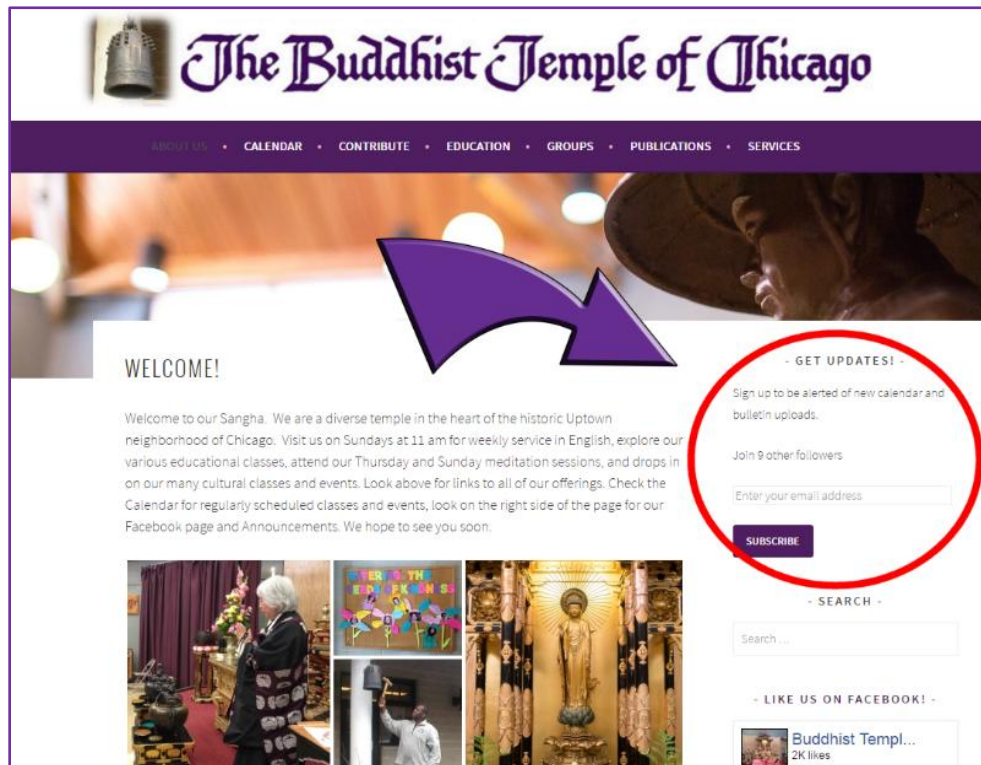 The Buddhist Temple of Chicago
ABOUT US • CALENDAR • CONTRIBUTE • EDUCATION • GROUPS • PUBLICATIONS • SERVICES
WELCOME!
Welcome to our Sangha. We are a diverse temple in the heart of the historic Uptown
neighborhood of Chicago. Visit us on Sundays at 11 am for weekly service in English, explore our
various educational classes, attend our Thursday and Sunday meditation sessions, and drops in
on our many cultural classes and events. Look above for links to all of our offerings. Check the
Calendar for regularly scheduled classes and events, look on the right side of the page for our
Facebook page and Announcements. We hope to see you soon.
- GET UPDATES! -
Sign up to be alerted of new calendar and
bulletin uploads.
Join 9 other followers
Enter your email address
SUBSCRIBE
- SEARCH -
Search ...
- LIKE US ON FACEBOOK! -
Buddhist Templ...
2K likes
OF KINDNESS